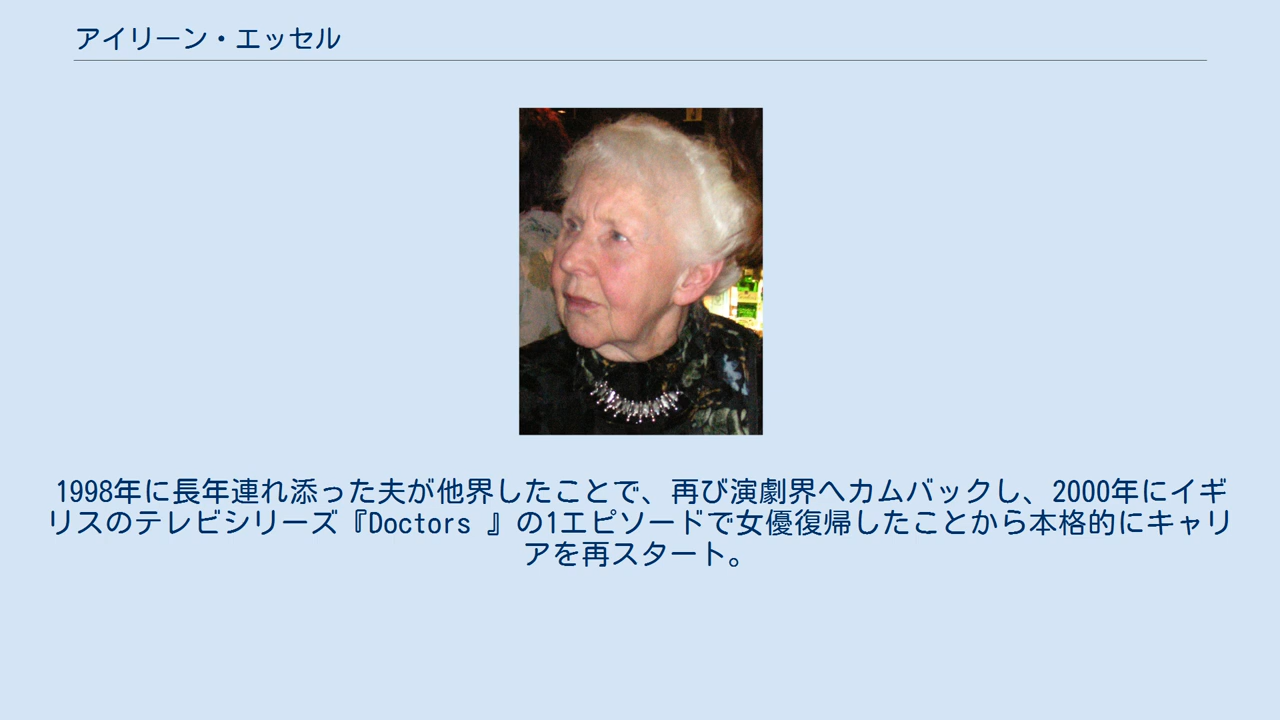 アイリーン・エッセル
1998年に長年連れ添った夫が他界したことで、再び演劇界へカムバックし、2000年にイギ
リスのテレビシリーズ『Doctors 』の1エピソードで女優復帰したことから本格的にキャリ
アを再スタート。